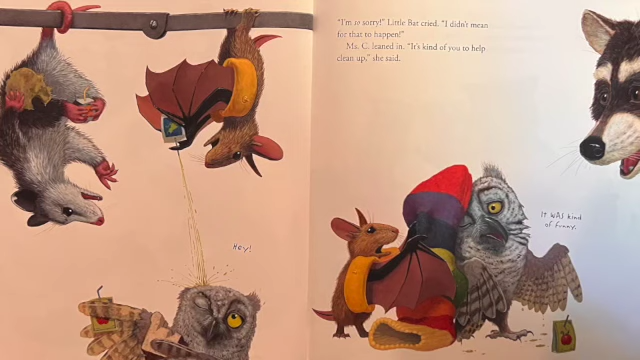 Hey!
"I'm so sorry!" Little Bat cried. "I didn't mean
for that to happen!"
Ms. C. leaned in. "It's kind of you to help
clean up," she said.
IT WAS kind
of funny.